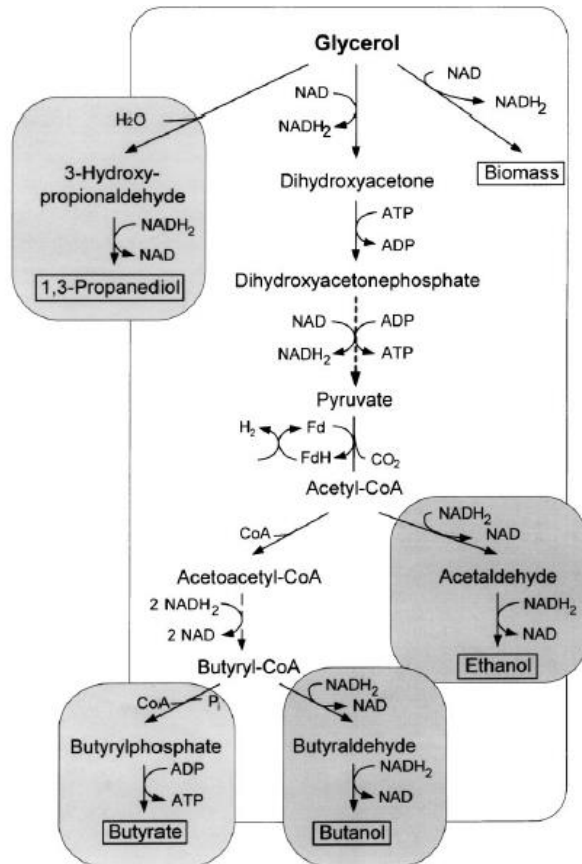 Glycerol
NAD
NADH2
H2O
NAD
NADH2
3-Hydroxy-
propionaldehyde
Biomass
Dihydroxyacetone
NADH2
NAD
ATP
ADP
1,3-Propanediol
Dihydroxyacetonephosphate
NAD
ADP
NADH2
ATP
Pyruvate
H2
Fd
FdH
CO2
Acetyl-CoA
NADH2
NAD
CoA
Acetoacetyl-CoA
Acetaldehyde
2 NADH2
NADH2
2 NAD
NAD
Butyryl-CoA
Ethanol
CoA
Pi
NADH2
NAD
Butyrylphosphate
Butyraldehyde
ADP
NADH2
ATP
NAD
Butyrate
Butanol